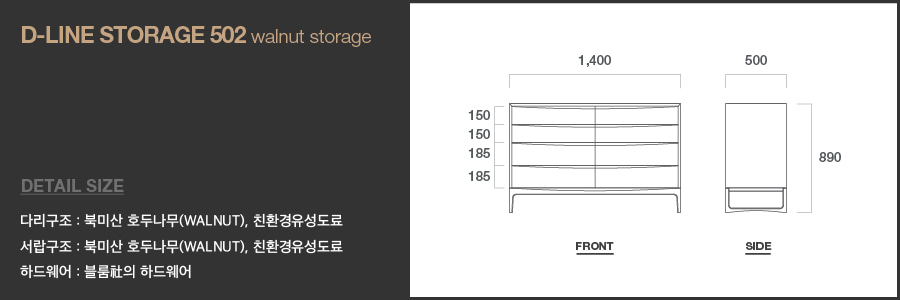 D-LINE STORAGE 502 walnut storage
DETAIL SIZE
다리구조 : 북미산 호두나무(WALNUT), 친환경유성도료
서랍구조 : 북미산 호두나무(WALNUT), 친환경유성도료
하드웨어 : 블룸社의 하드웨어
1,400
500
150
150
185
185
890
FRONT
SIDE